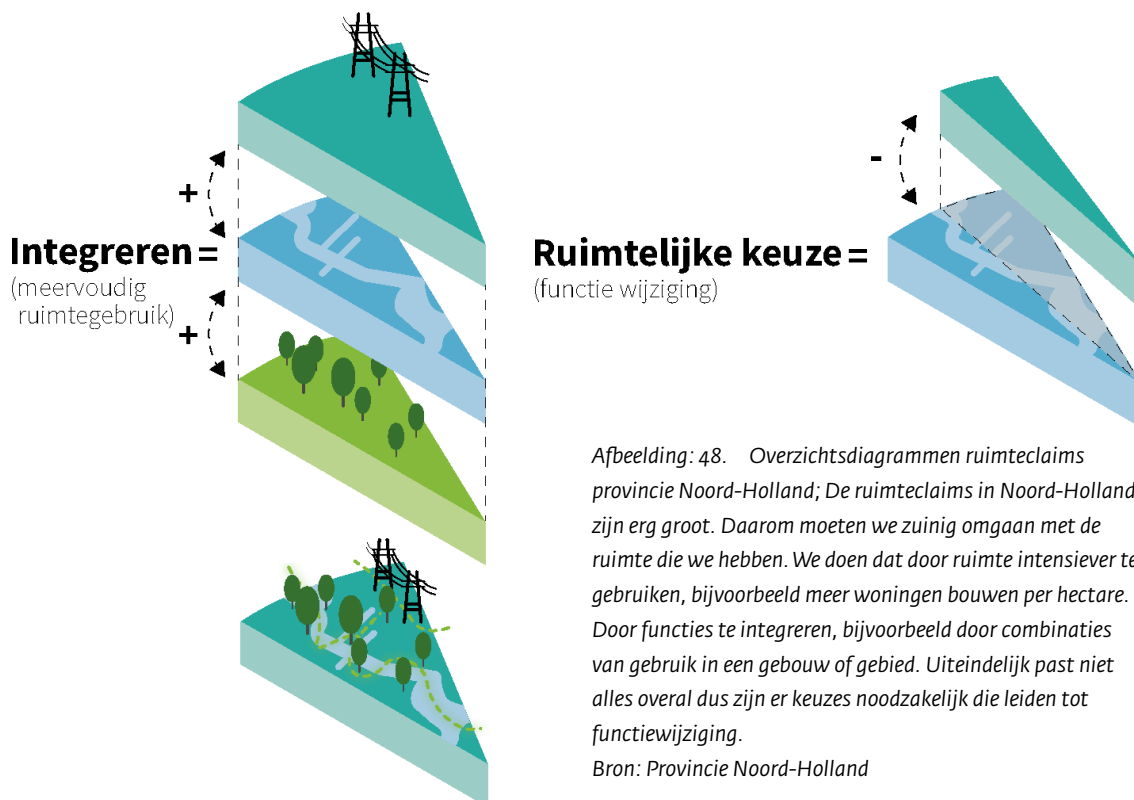 +
Integreren =
(meervoudig
ruimtegebruik)
+
-
Ruimtelijke keuze =
(functie wijziging)
Afbeelding: 48. Overzichtsdiagrammen ruimteclaims
provincie Noord-Holland; De ruimteclaims in Noord-Holland
zijn erg groot. Daarom moeten we zuinig omgaan met de
ruimte die we hebben. We doen dat door ruimte intensiever te
gebruiken, bijvoorbeeld meer woningen bouwen per hectare.
Door functies te integreren, bijvoorbeeld door combinaties
van gebruik in een gebouw of gebied. Uiteindelijk past niet
alles overal dus zijn er keuzes noodzakelijk die leiden tot
functiewijziging.
Bron: Provincie Noord-Holland